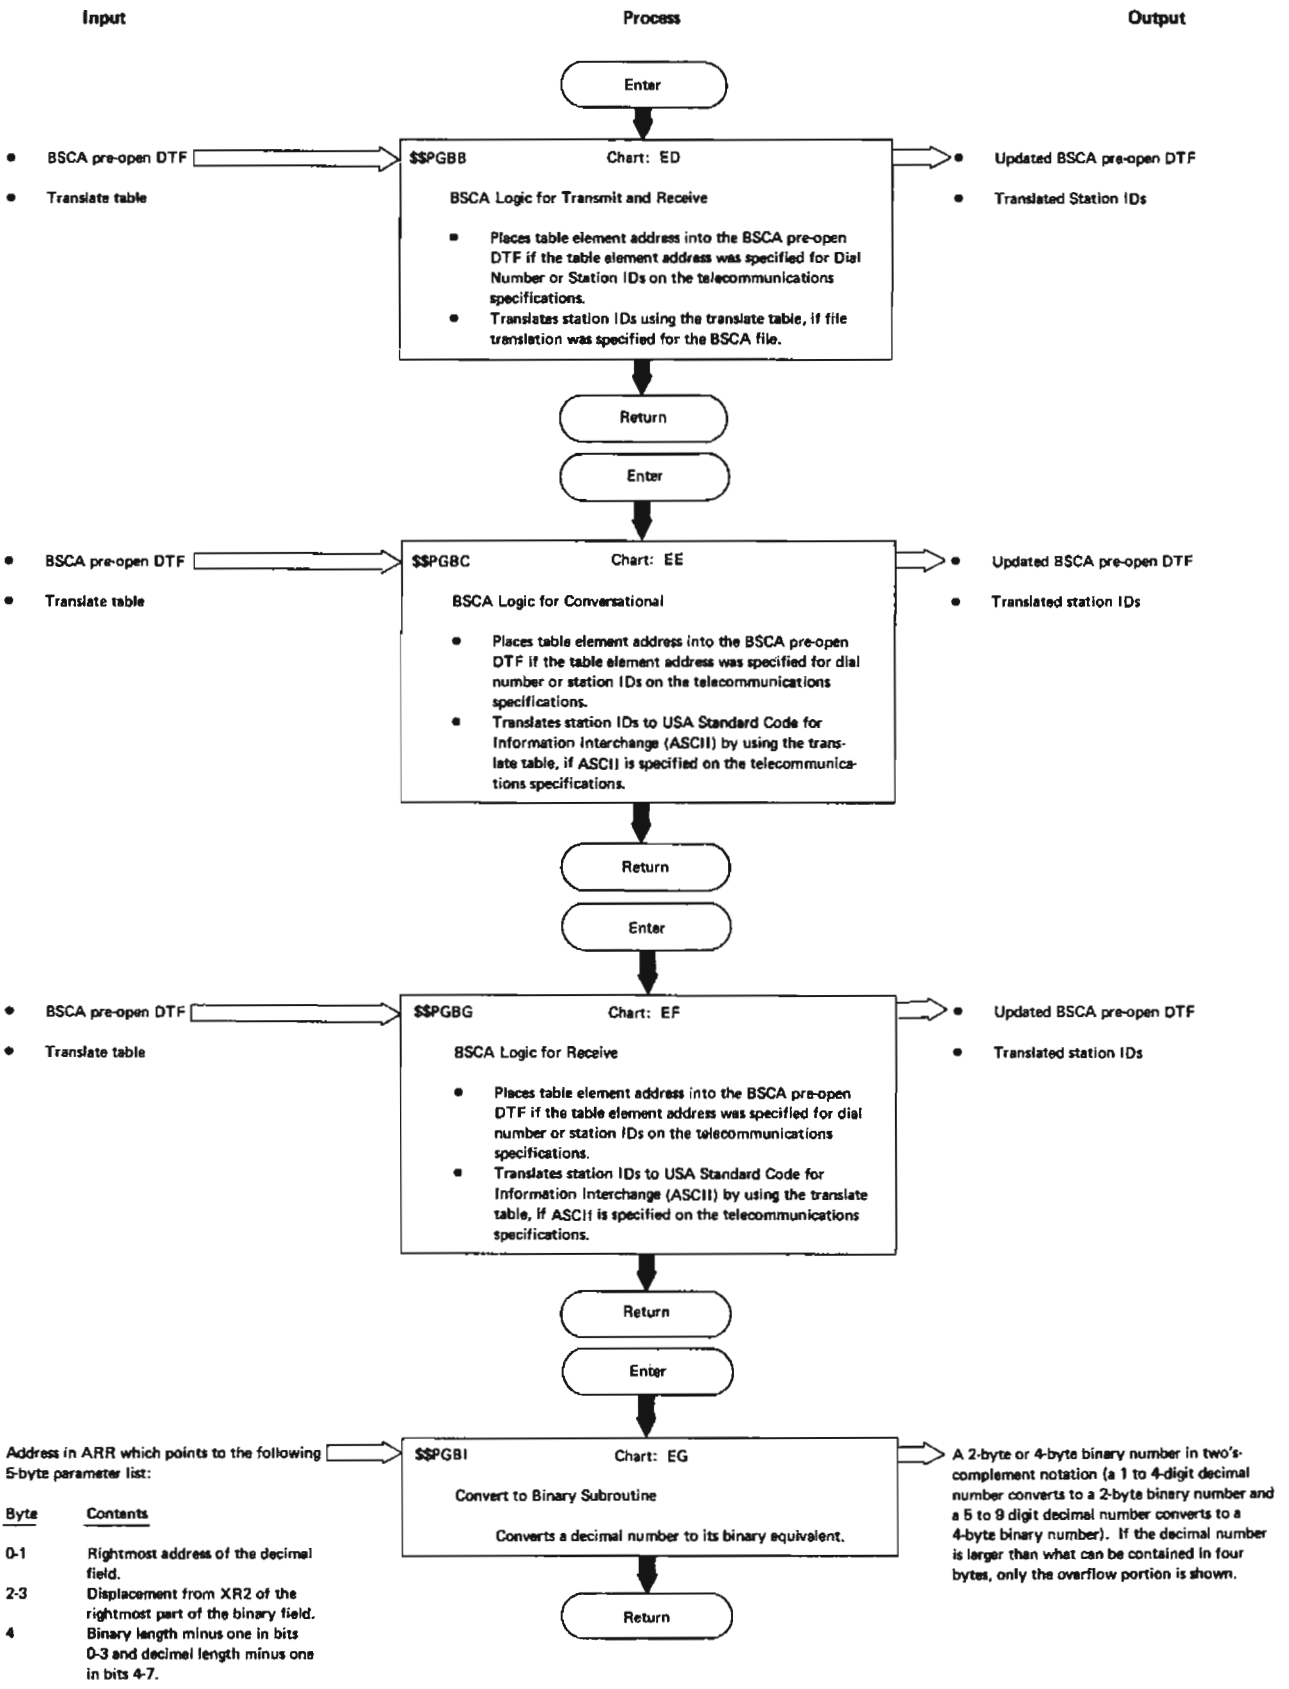 Input
Process
Output
Enter
• BSCA pre-open DTF
• Translate table
$$PGBB Chart: ED
BSCA Logic for Transmit and Receive
• Places table element address into the BSCA pre-open
DTF if the table element address was specified for Dial
Number or Station IDs on the telecommunications
specifications.
• Translates station IDs using the translate table, if file
translation was specified for the BSCA file.
• Updated BSCA pre-open DTF
• Translated Station IDs
Return
Enter
• BSCA pre-open DTF
• Translate table
$$PGBC Chart: EE
BSCA Logic for Conversational
• Places table element address into the BSCA pre-open
DTF if the table element address was specified for dial
number or station IDs on the telecommunications
specifications.
• Translates station IDs to USA Standard Code for
Information Interchange (ASCII) by using the trans-
late table, if ASCII is specified on the telecommunica-
tions specifications.
• Updated BSCA pre-open DTF
• Translated station IDs
Return
Enter
• BSCA pre-open DTF
• Translate table
$$PGBG Chart: EF
BSCA Logic for Receive
• Places table element address into the BSCA pre-open
DTF if the table element address was specified for dial
number or station IDs on the telecommunications
specifications.
• Translates station IDs to USA Standard Code for
Information Interchange (ASCII) by using the translate
table, if ASCII is specified on the telecommunications
specifications.
• Updated BSCA pre-open DTF
• Translated station IDs
Return
Enter
Address in ARR which points to the following
5-byte parameter list:
Byte Contents
0-1 Rightmost address of the decimal
field.
2-3 Displacement from XR2 of the
rightmost part of the binary field.
4 Binary length minus one in bits
0-3 and decimal length minus one
in bits 4-7.
$$PGBI Chart: EG
Convert to Binary Subroutine
Converts a decimal number to its binary equivalent.
A 2-byte or 4-byte binary number in two's-
complement notation (a 1 to 4-digit decimal
number converts to a 2-byte binary number and
a 5 to 9 digit decimal number converts to a
4-byte binary number). If the decimal number
is larger than what can be contained in four
bytes, only the overflow portion is shown.
Return